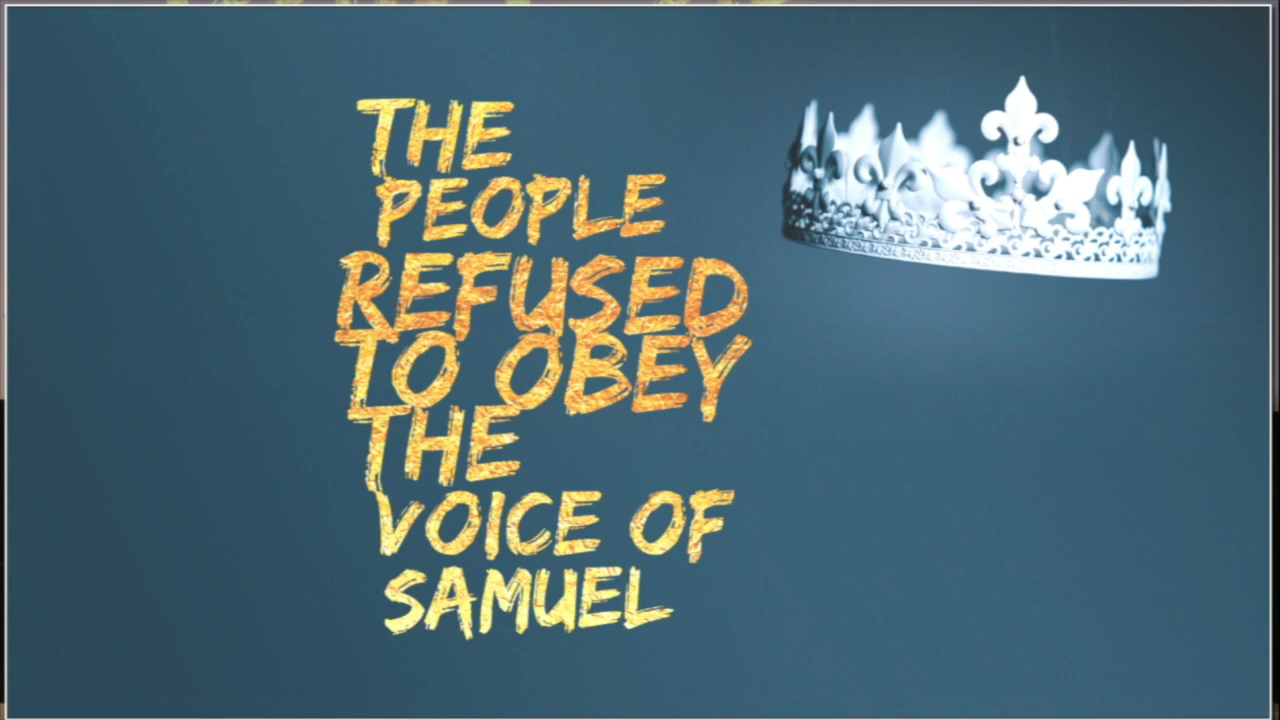 THE
PEOPLE
REFUSED
TO OBEY
THE
VOICE OF
SAMUEL